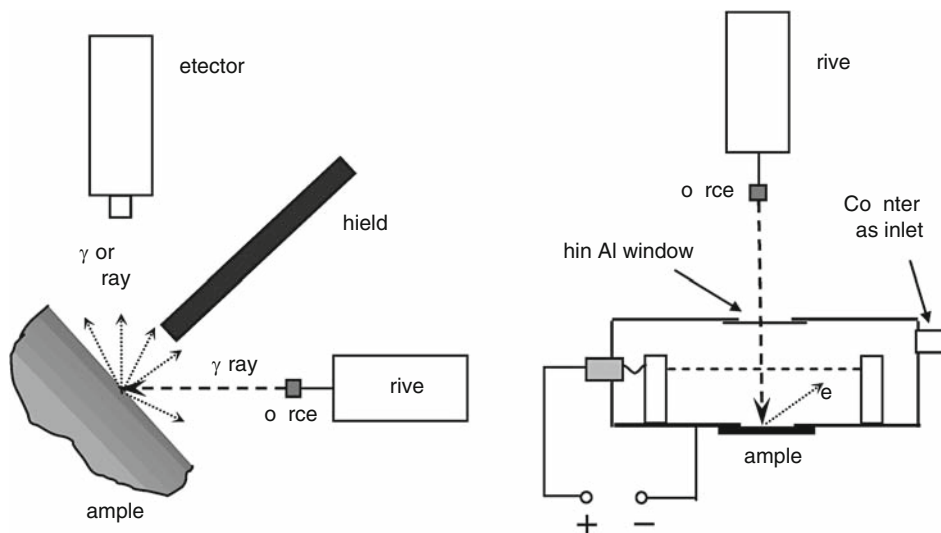 etector
hield
γ or
ray
γ ray
o rce
rive
ample
rive
o rce
Co nter
as inlet
hin Al window
e
ample
+ −